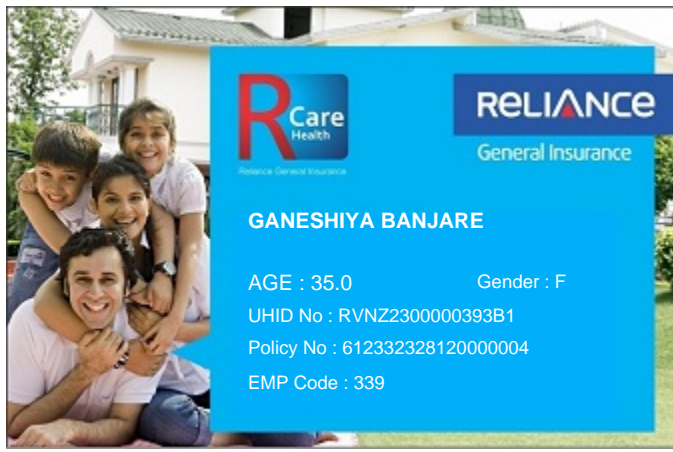 R Care
Health
Reliance General Insurance
RELIANCE
General Insurance
GANESHIYA BANJARE
AGE : 35.0 Gender : F
UHID No : RVNZ2300000393B1
Policy No : 612332328120000004
EMP Code : 339